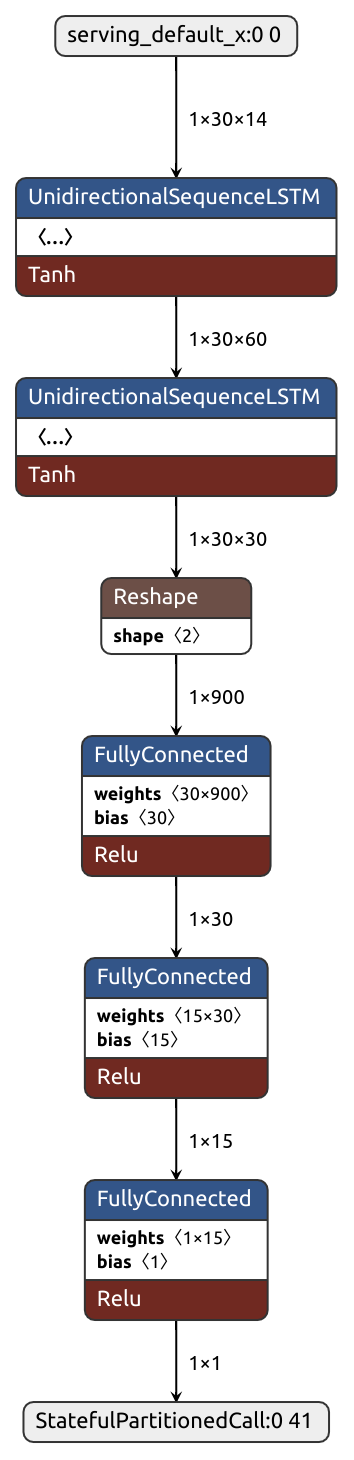 serving_default_x:0 0
1×30×14
UnidirectionalSequenceLSTM
〈…〉
Tanh
1×30×60
UnidirectionalSequenceLSTM
〈…〉
Tanh
1×30×30
Reshape
shape〈2〉
1×900
FullyConnected
weights〈30×900〉
bias〈30〉
Relu
1×30
FullyConnected
weights〈15×30〉
bias〈15〉
Relu
1×15
FullyConnected
weights〈1×15〉
bias〈1〉
Relu
1×1
StatefulPartitionedCall:0 41